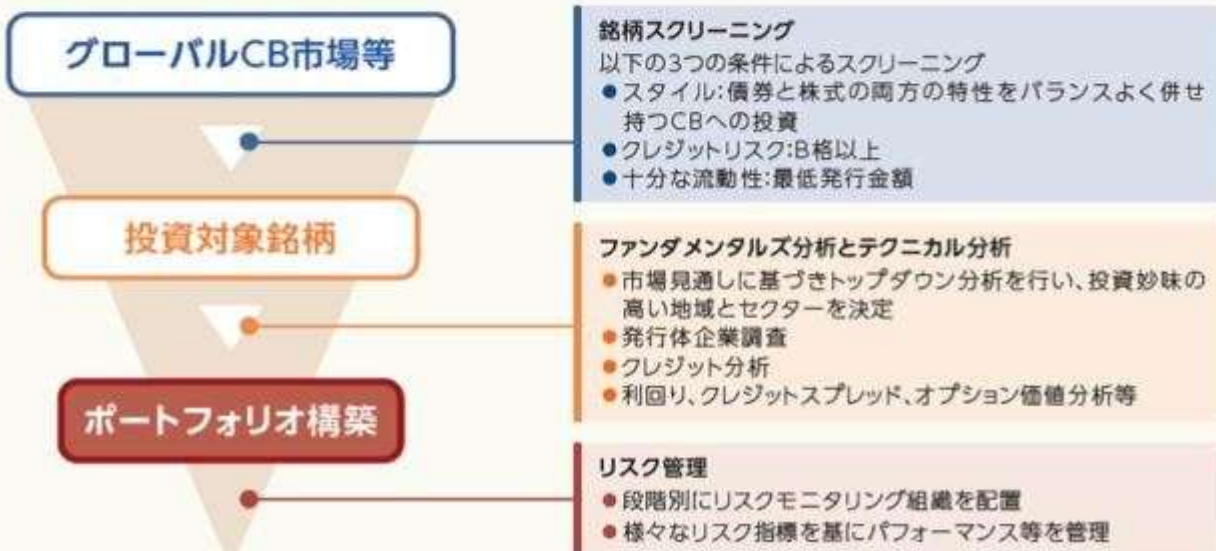 グローバルCB市場等
銘柄スクリーニング
以下の3つの条件によるスクリーニング
●スタイル:債券と株式の両方の特性をバランスよく併せ
持つCBへの投資
●クレジットリスク:B格以上
●十分な流動性:最低発行金額
投資対象銘柄
ファンダメンタルズ分析とテクニカル分析
●市場見通しに基づきトップダウン分析を行い、投資妙味の
高い地域とセクターを決定
●発行体企業調査
●クレジット分析
●利回り、クレジットスプレッド、オプション価値分析等
ポートフォリオ構築
リスク管理
●段階別にリスクモニタリング組織を配置
●様々なリスク指標を基にパフォーマンス等を管理